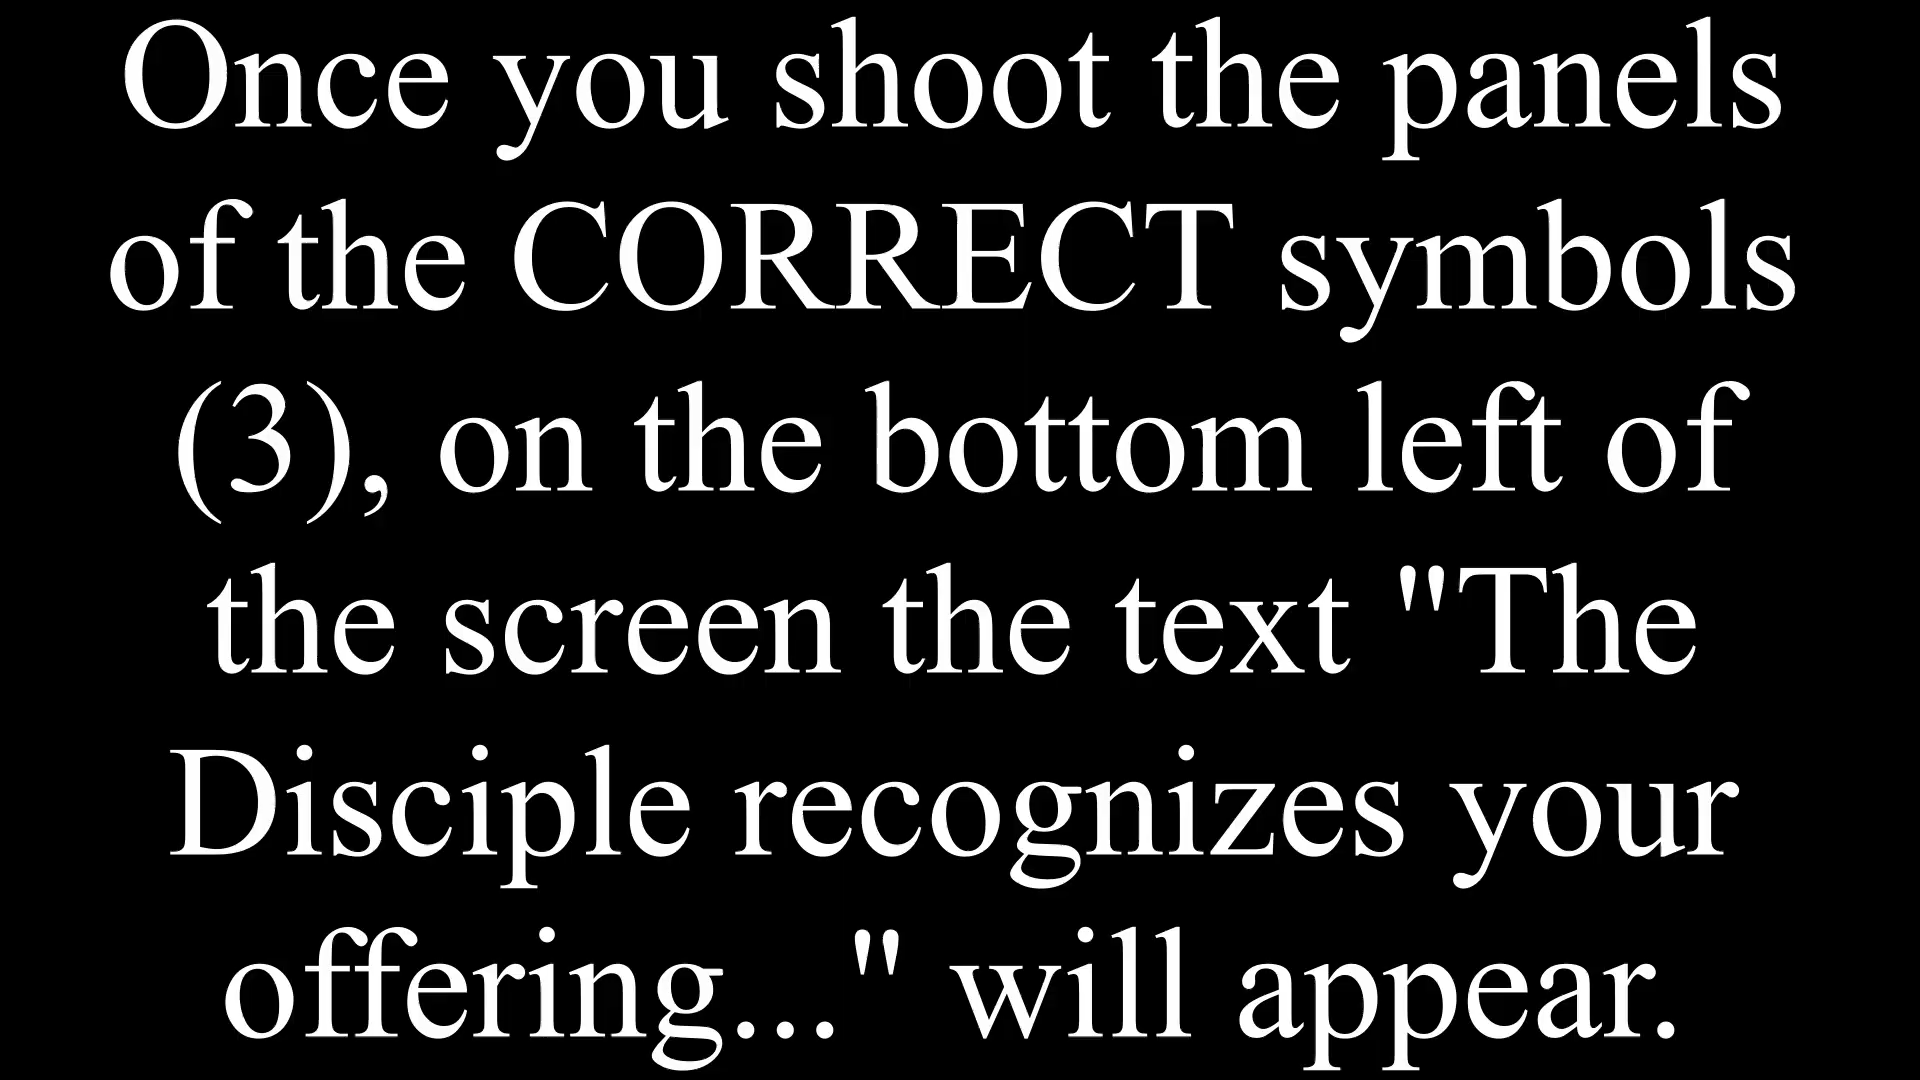 Once you shoot the panels
of the CORRECT symbols
(3), on the bottom left of
the screen the text "The
Disciple recognizes your
offering..." will appear.